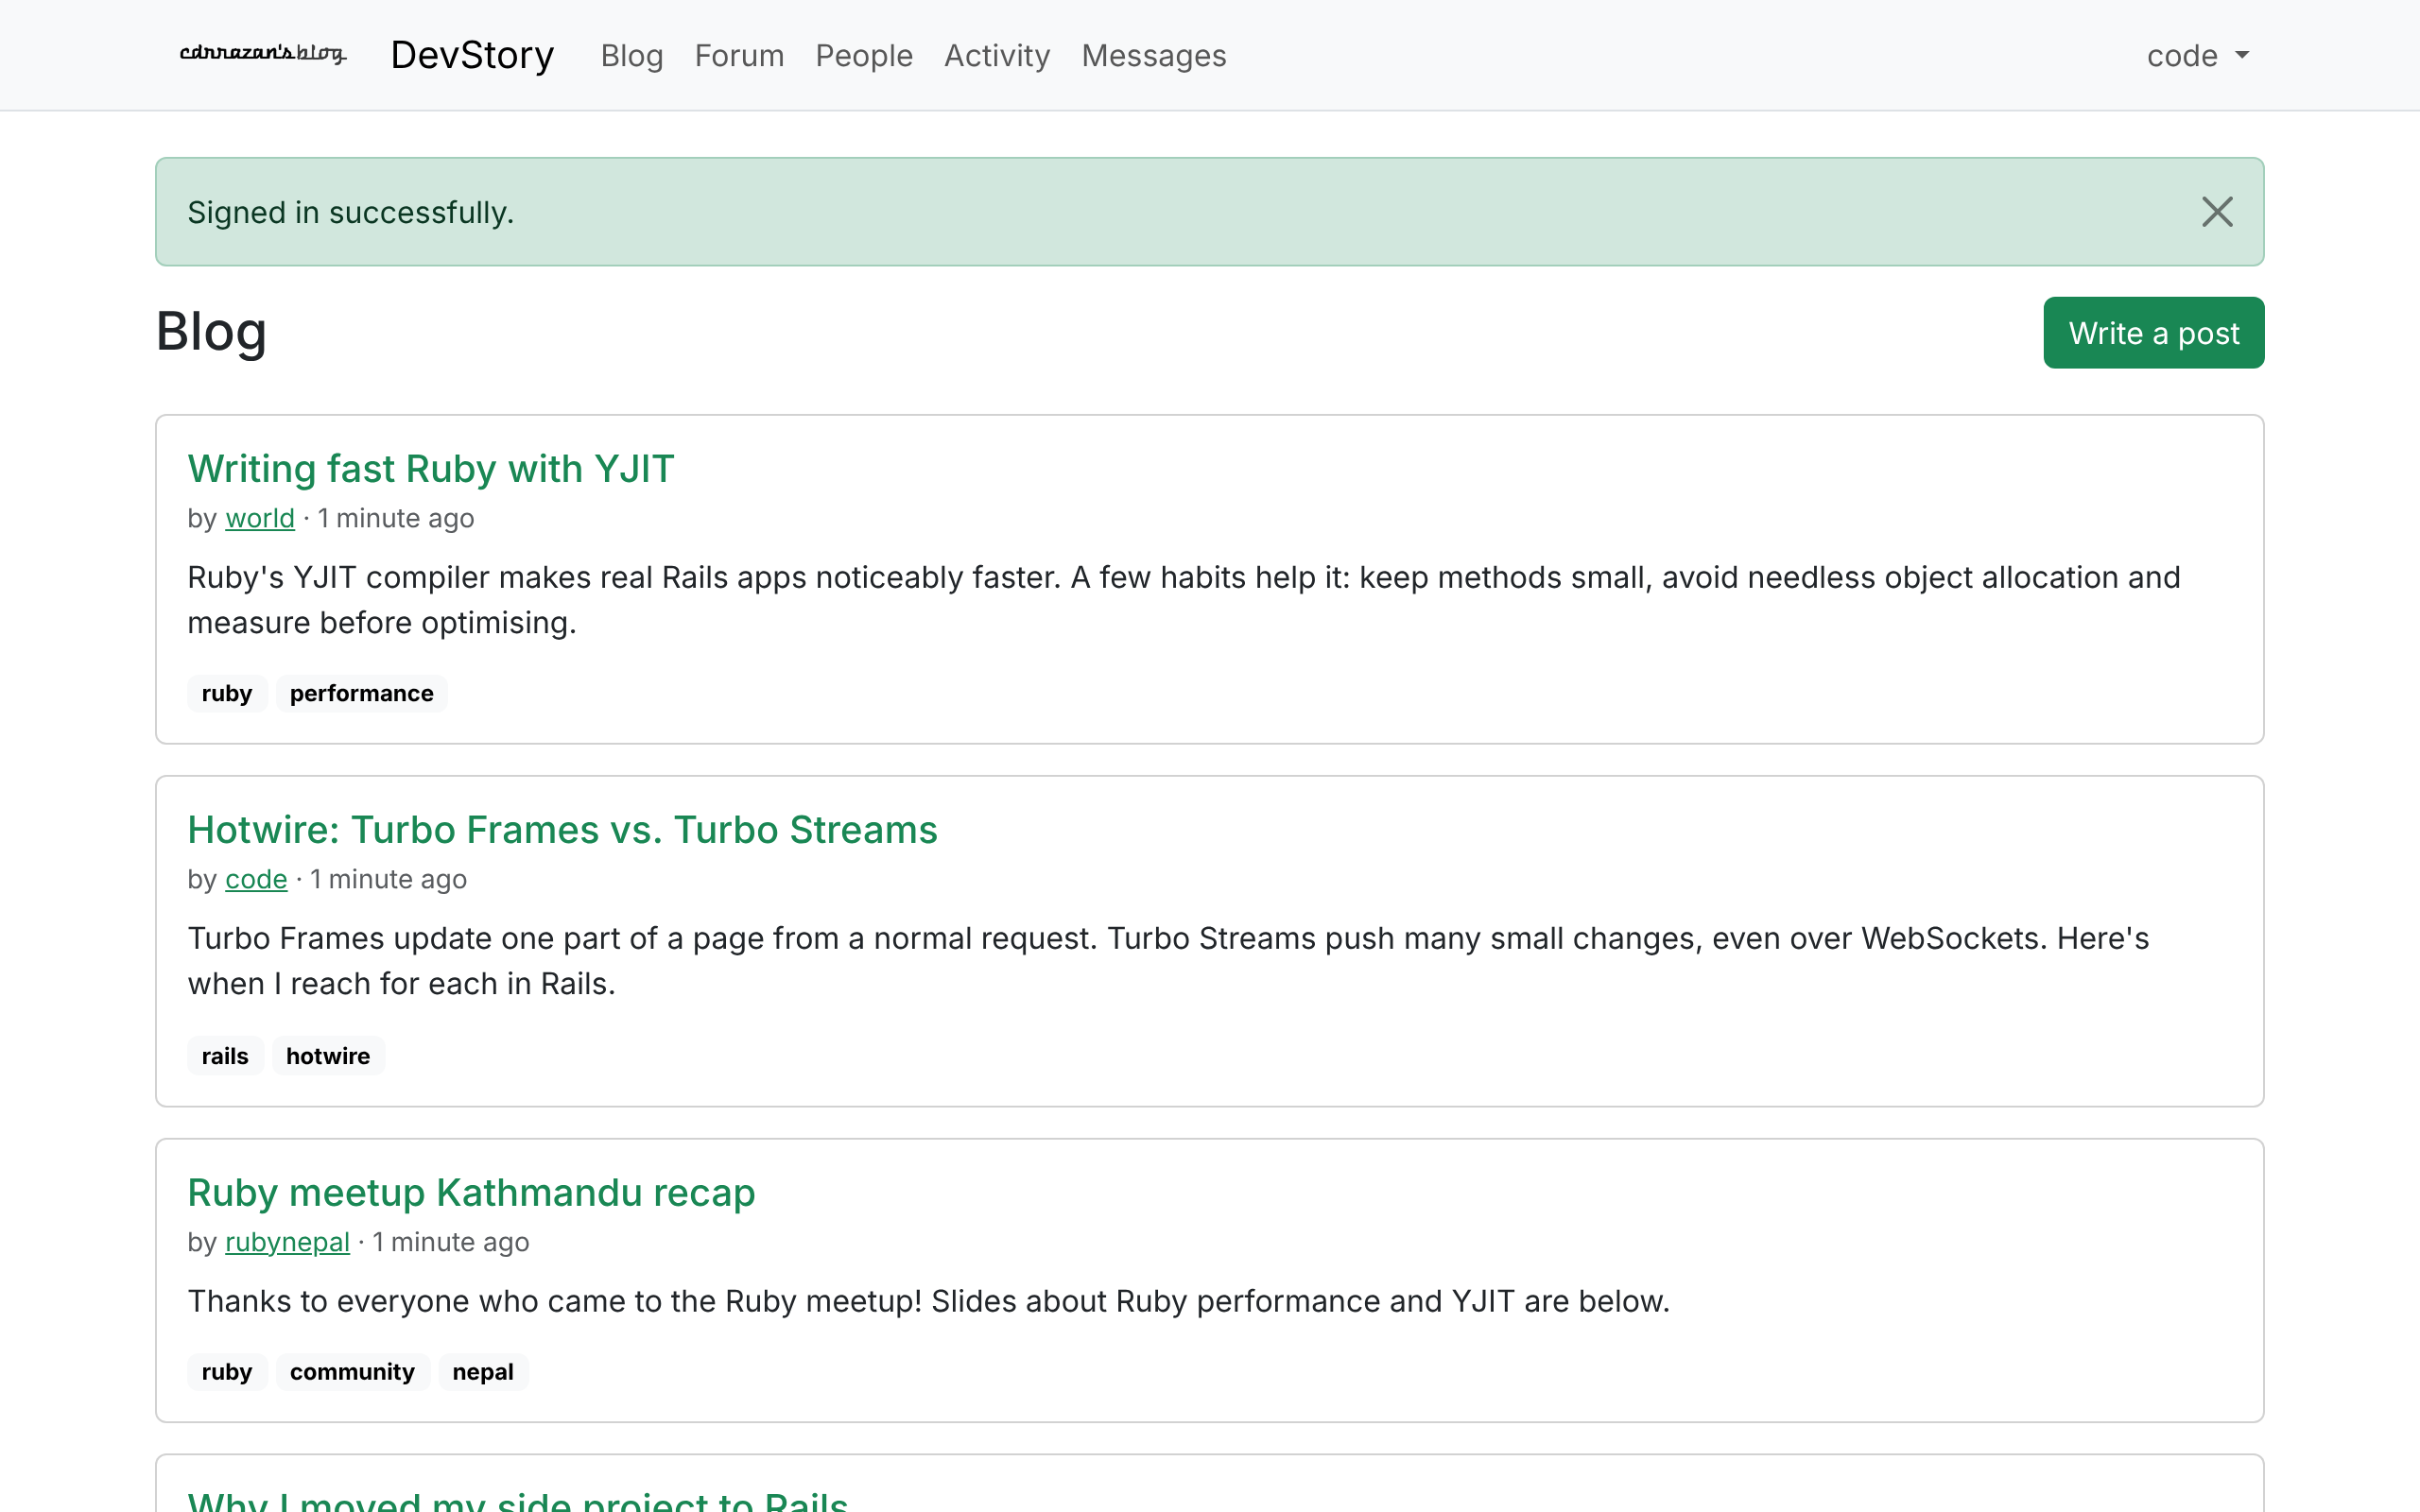 cdrrazan's blog
DevStory
Blog
Forum
People
Activity
Messages
code
Signed in successfully.
Blog
Write a post
Writing fast Ruby with YJIT
by world · 1 minute ago
Ruby's YJIT compiler makes real Rails apps noticeably faster. A few habits help it: keep methods small, avoid needless object allocation and
measure before optimising.
ruby performance
Hotwire: Turbo Frames vs. Turbo Streams
by code · 1 minute ago
Turbo Frames update one part of a page from a normal request. Turbo Streams push many small changes, even over WebSockets. Here's
when I reach for each in Rails.
rails hotwire
Ruby meetup Kathmandu recap
by rubynepal · 1 minute ago
Thanks to everyone who came to the Ruby meetup! Slides about Ruby performance and YJIT are below.
ruby community nepal
Why I moved my side project to Rails